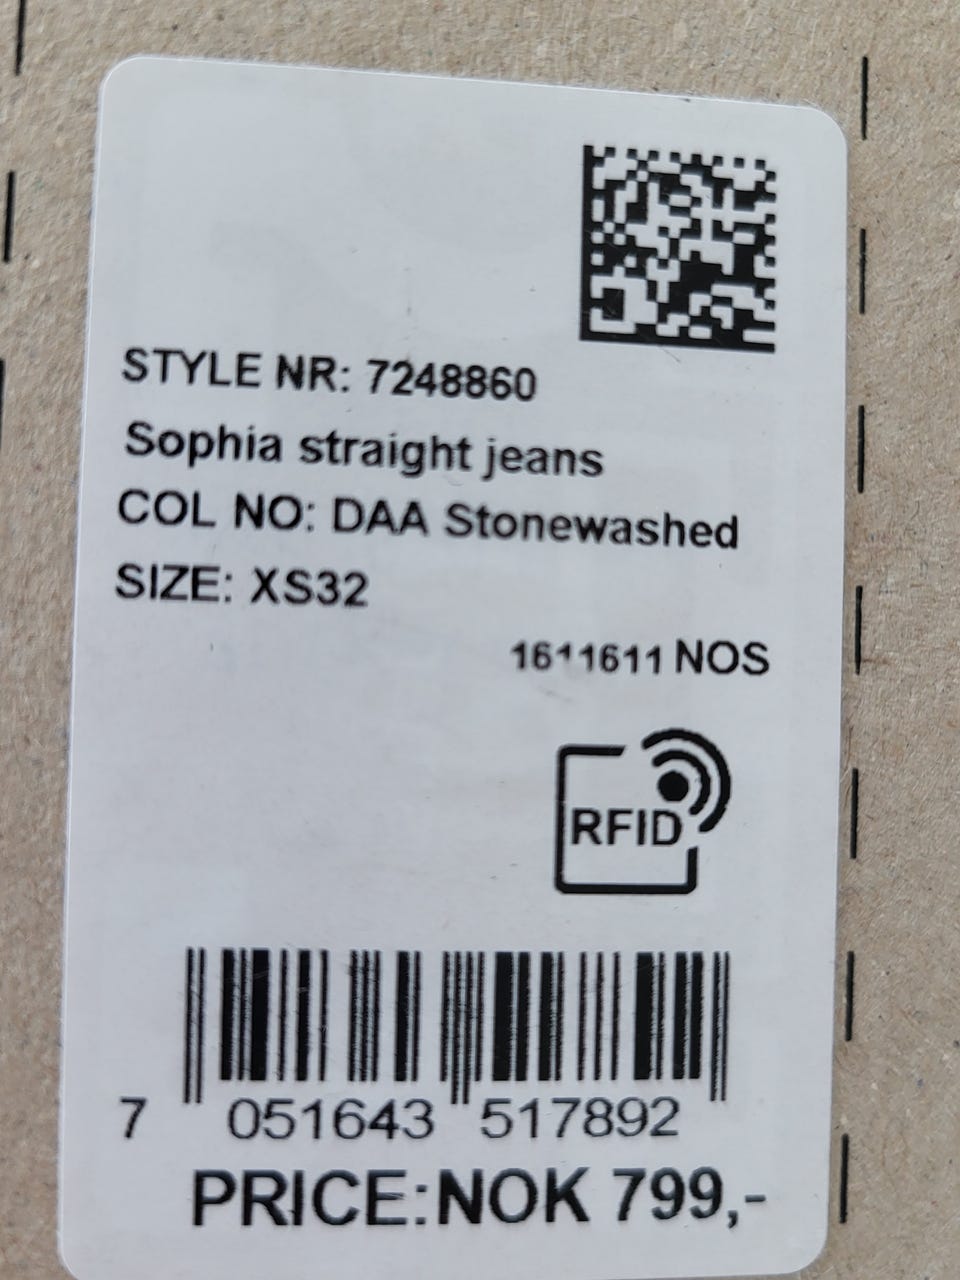 STYLE NR: 7248860
Sophia straight jeans
COL NO: DAA Stonewashed
SIZE: XS32
1611611 NOS
RFID
7 051643 517892
PRICE:NOK 799,-